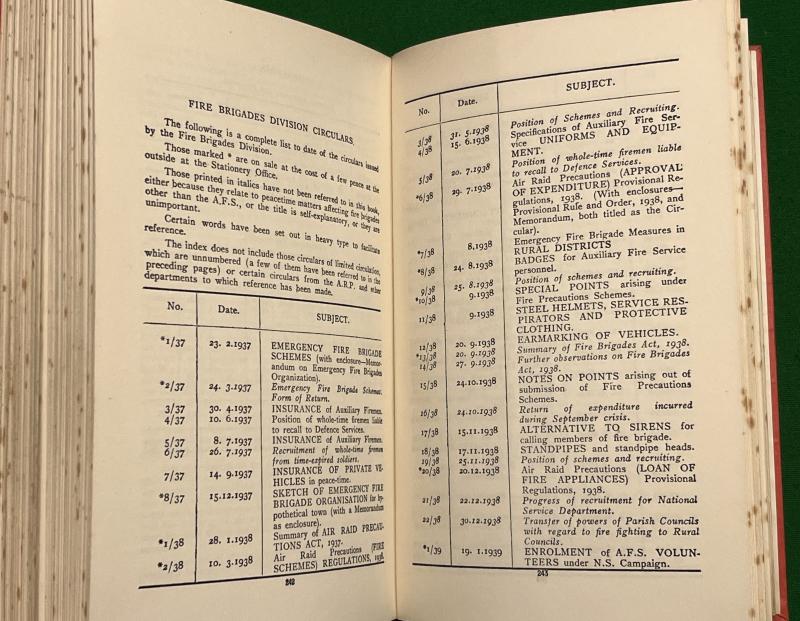 FIRE BRIGADES DIVISION CIRCULARS.
The following is a complete list to date of the circulars issued
by the Fire Brigades Division.
Those marked * are on sale at the cost of a few pence at the
outside at the Stationery Office.
Those printed in italics have not been referred to in this book,
either because they relate to peacetime matters affecting fire brigades
other than the A.F.S., or the title is self-explanatory, or they are
unimportant.
Certain words have been set out in heavy type to facilitate
reference.
The index does not include those circulars of limited circulation,
which are unnumbered (a few of them have been referred to in the
preceding pages) or certain circulars from the A.R.P. and other
departments to which reference has been made.
No. Date. SUBJECT.
*1/37 23. 2.1937 EMERGENCY FIRE BRIGADE
SCHEMES (with enclosure—Memor-
andum on Emergency Fire Brigades
Organization).
*2/37 24. 3.1937 Emergency Fire Brigade Schemes.
Form of Return.
3/37 30. 4.1937 INSURANCE of Auxiliary Firemen.
4/37 10. 6.1937 Position of whole-time firemen liable
to recall to Defence Services.
5/37 8. 7.1937 INSURANCE of Auxiliary Firemen.
6/37 26. 7.1937 Recruitment of whole-time firemen
from time-expired soldiers.
7/37 14. 9.1937 INSURANCE OF PRIVATE VE-
HICLES in peace-time.
*8/37 15.12.1937 SKETCH OF EMERGENCY FIRE
BRIGADE ORGANISATION for hy-
pothetical town (with a Memorandum
as enclosure).
*1/38 28. 1.1938 Summary of AIR RAID PRECAU-
TIONS ACT, 1937.
*2/38 10. 3.1938 Air Raid Precautions (FIRE
SCHEMES) REGULATIONS, 1938.
242
No. Date. SUBJECT.
3/38 31. 5.1938 Position of Schemes and Recruiting.
4/38 15. 6.1938 Specifications of Auxiliary Fire Ser-
vice UNIFORMS AND EQUIP-
MENT.
5/38 20. 7.1938 Position of whole-time firemen liable
to recall to Defence Services.
*6/38 29. 7.1938 Air Raid Precautions (APPROVAL
OF EXPENDITURE) Provisional Re-
gulations, 1938. (With enclosures—
Provisional Rule and Order, 1938, and
Memorandum, both titled as the Cir-
cular).
*7/38 8.1938 Emergency Fire Brigade Measures in
RURAL DISTRICTS
*8/38 24. 8.1938 BADGES for Auxiliary Fire Service
personnel.
9/38 25. 8.1938 Position of schemes and recruiting.
*10/38 9.1938 SPECIAL POINTS arising under
Fire Precautions Schemes.
11/38 9.1938 STEEL HELMETS, SERVICE RES-
PIRATORS AND PROTECTIVE
CLOTHING.
12/38 20. 9.1938 EARMARKING OF VEHICLES.
*13/38 20. 9.1938 Summary of Fire Brigades Act, 1938.
14/38 27. 9.1938 Further observations on Fire Brigades
Act, 1938.
15/38 24.10.1938 NOTES ON POINTS arising out of
submission of Fire Precautions
Schemes.
16/38 24.10.1938 Return of expenditure incurred
during September crisis.
17/38 15.11.1938 ALTERNATIVE TO SIRENS for
calling members of fire brigade.
18/38 17.11.1938 STANDPIPES and standpipe heads.
19/38 25.11.1938 Position of schemes and recruiting.
*20/38 20.12.1938 Air Raid Precautions (LOAN OF
FIRE APPLIANCES) Provisional
Regulations, 1938.
21/38 22.12.1938 Progress of recruitment for National
Service Department.
22/38 30.12.1938 Transfer of powers of Parish Councils
with regard to fire fighting to Rural
Councils.
*1/39 19. 1.1939 ENROLMENT of A.F.S. VOLUN-
TEERS under N.S. Campaign.
243